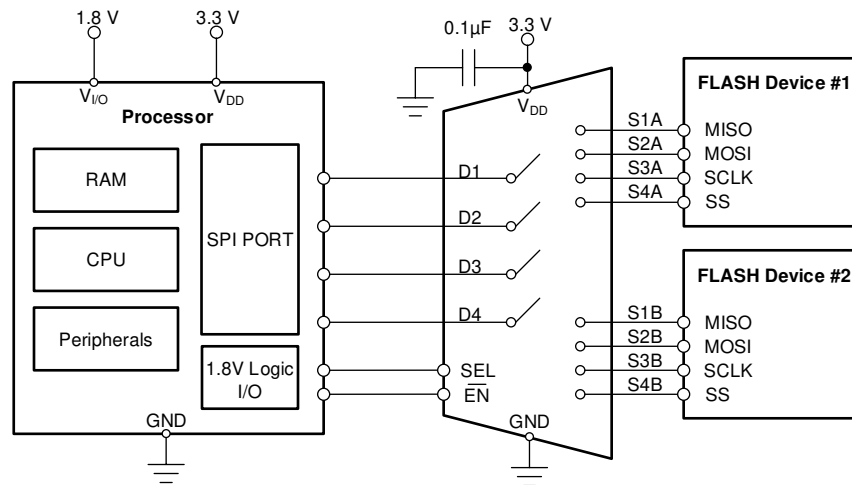 1.8 V
3.3 V
V_I/O
V_DD
Processor
RAM
CPU
Peripherals
SPI PORT
1.8V Logic
I/O
GND
0.1µF
3.3 V
V_DD
D1
D2
D3
D4
SEL
EN
GND
S1A
S2A
S3A
S4A
S1B
S2B
S3B
S4B
FLASH Device #1
MISO
MOSI
SCLK
SS
FLASH Device #2
MISO
MOSI
SCLK
SS